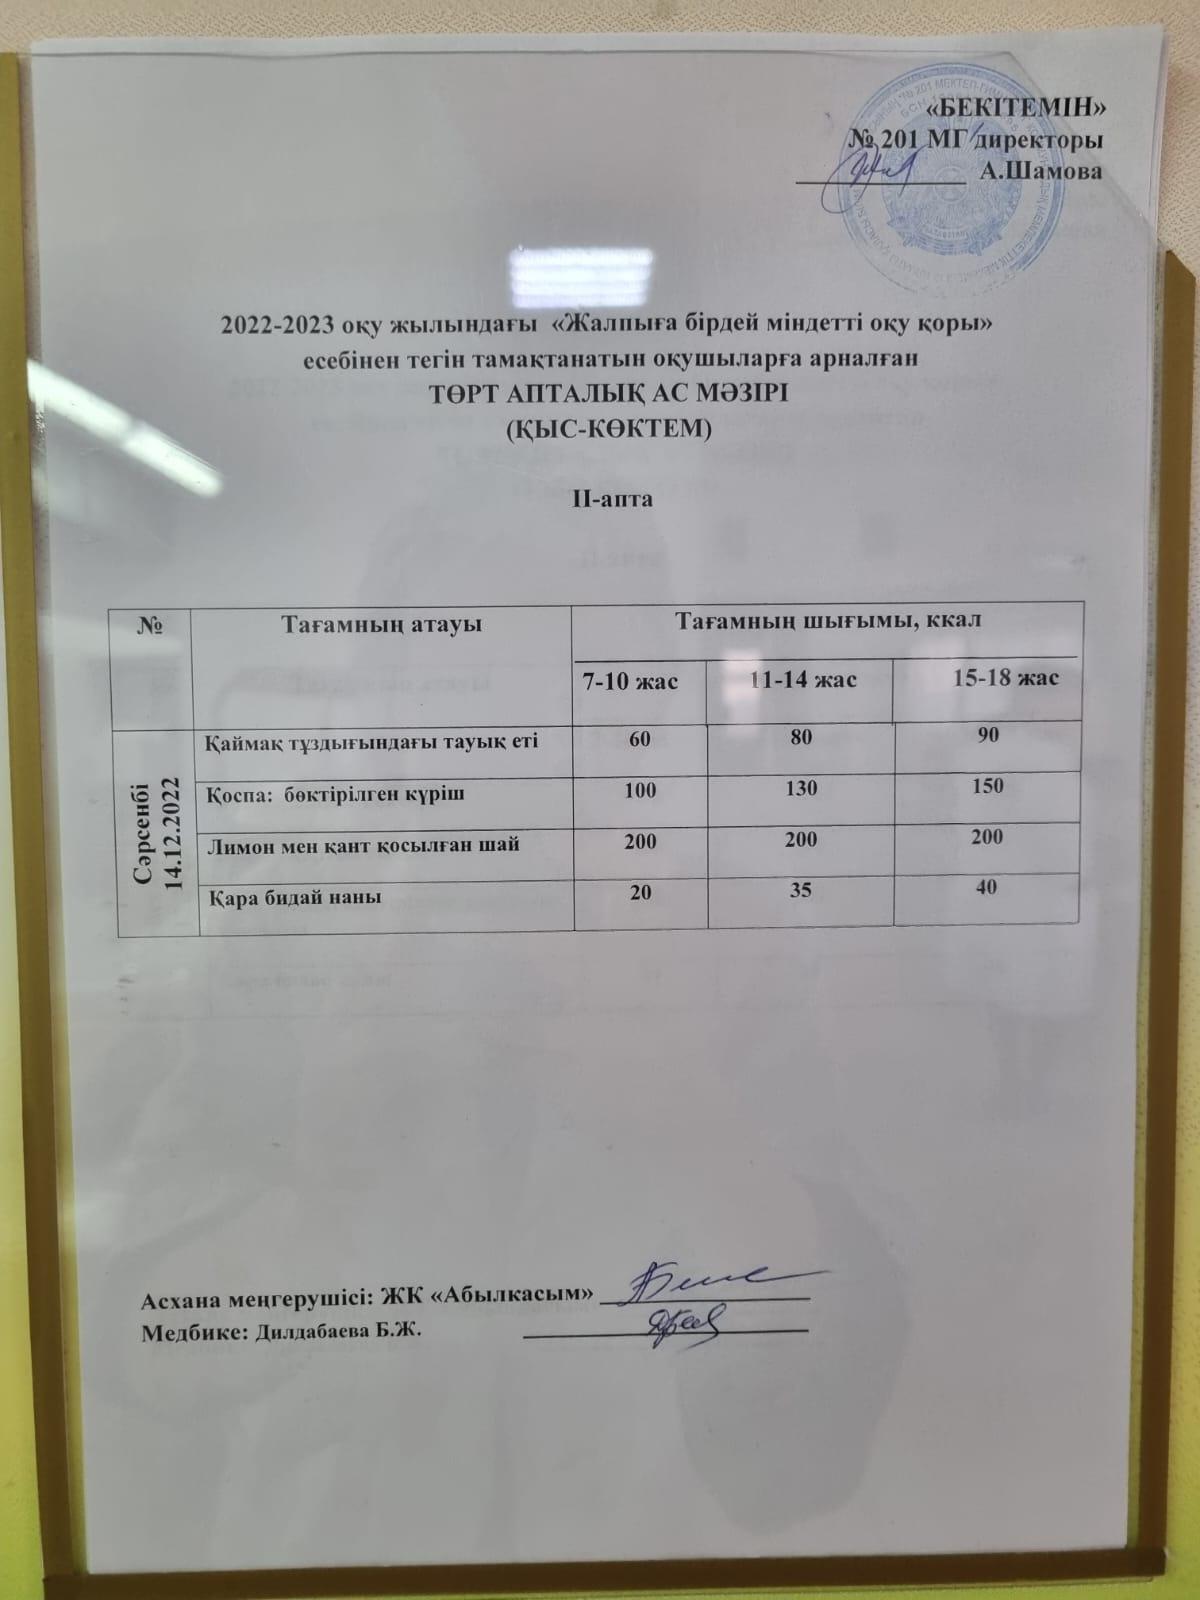 «БЕКІТЕМІН»
№ 201 МГ директоры
А.Шамова
2022-2023 оқу жылындағы «Жалпыға бірдей міндетті оқу қоры»
есебінен тегін тамақтанатын оқушыларға арналған
ТӨРТ АПТАЛЫҚ АС МӘЗІРІ
(ҚЫС-КӨКТЕМ)
ІІ-апта
№ Тағамның атауы Тағамның шығымы, ккал
7-10 жас 11-14 жас 15-18 жас
Сәрсенбі
14.12.2022
Қаймақ тұздығындағы тауық еті 60 80 90
Қоспа: бөктірілген күріш 100 130 150
Лимон мен қант қосылған шай 200 200 200
Қара бидай наны 20 35 40
Асхана меңгерушісі: ЖК «Абылкасым»
Медбике: Дилдабаева Б.Ж.